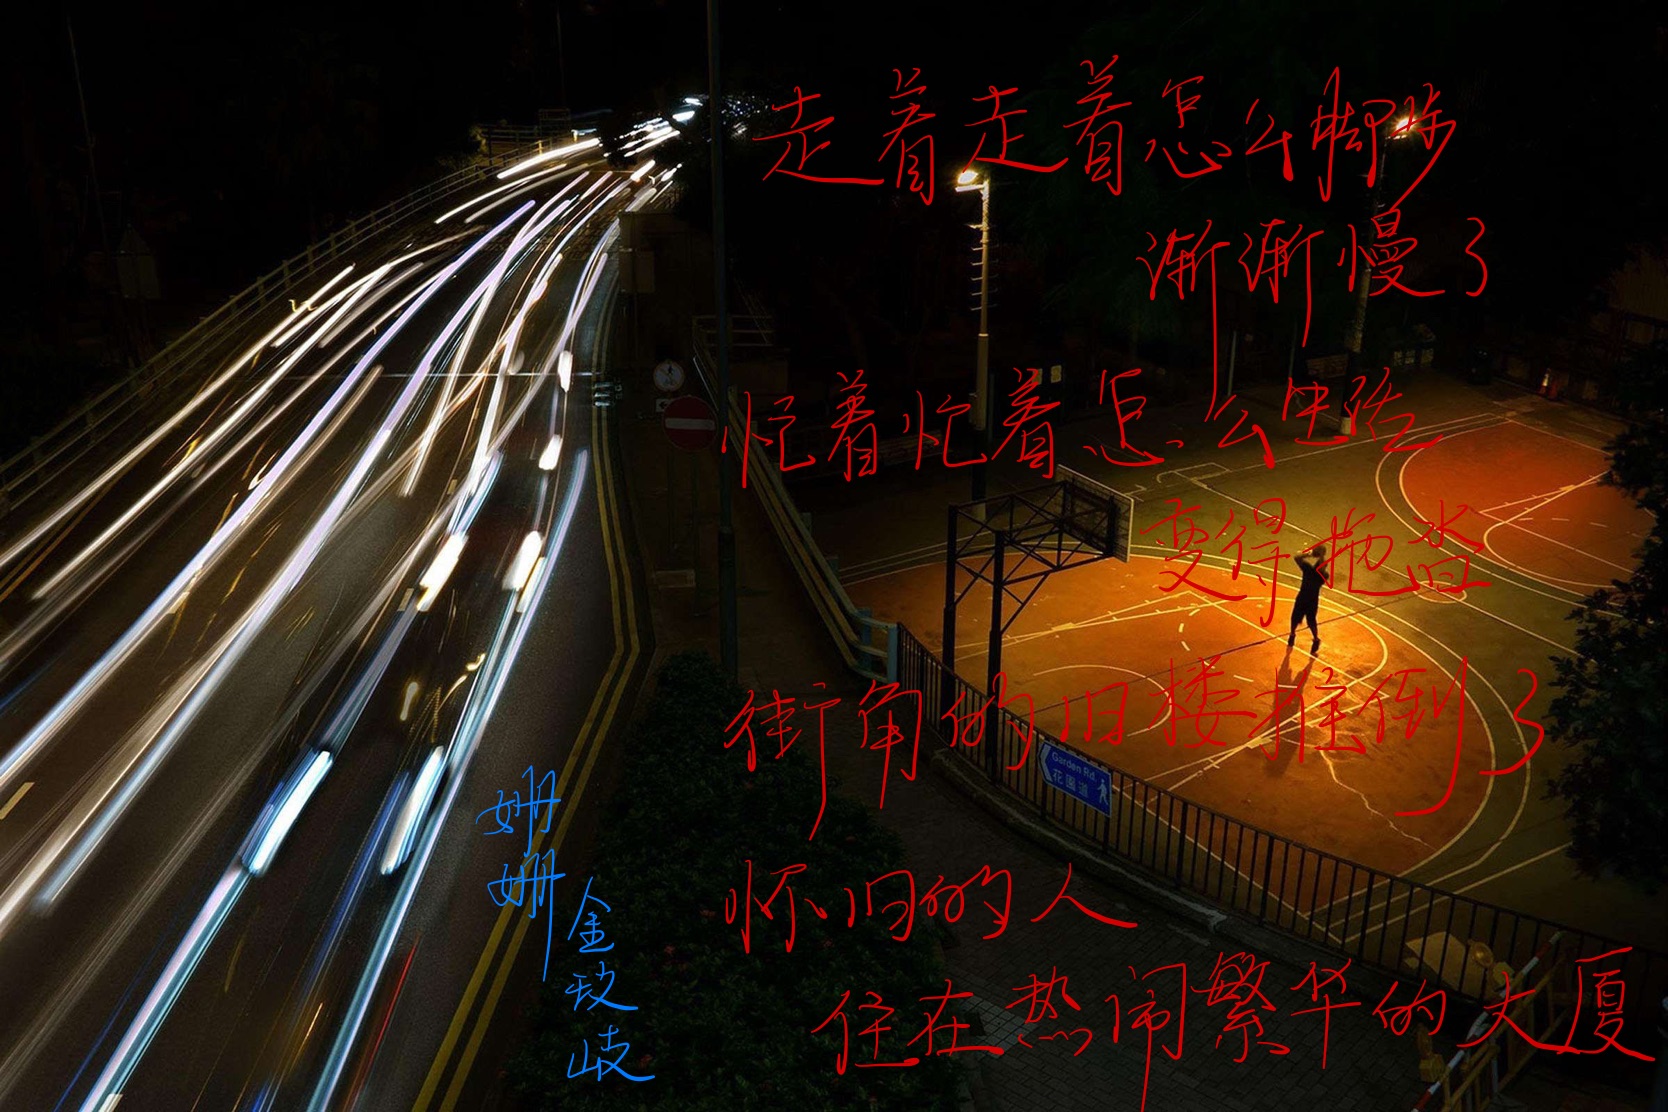 走着走着怎么脚步
渐渐慢了
忙着忙着怎么生活
变得拖沓
街角的旧楼推倒了
怀旧的人
住在热闹繁华的大厦
姗姗
金玟岐
Garden Rd.
花園道